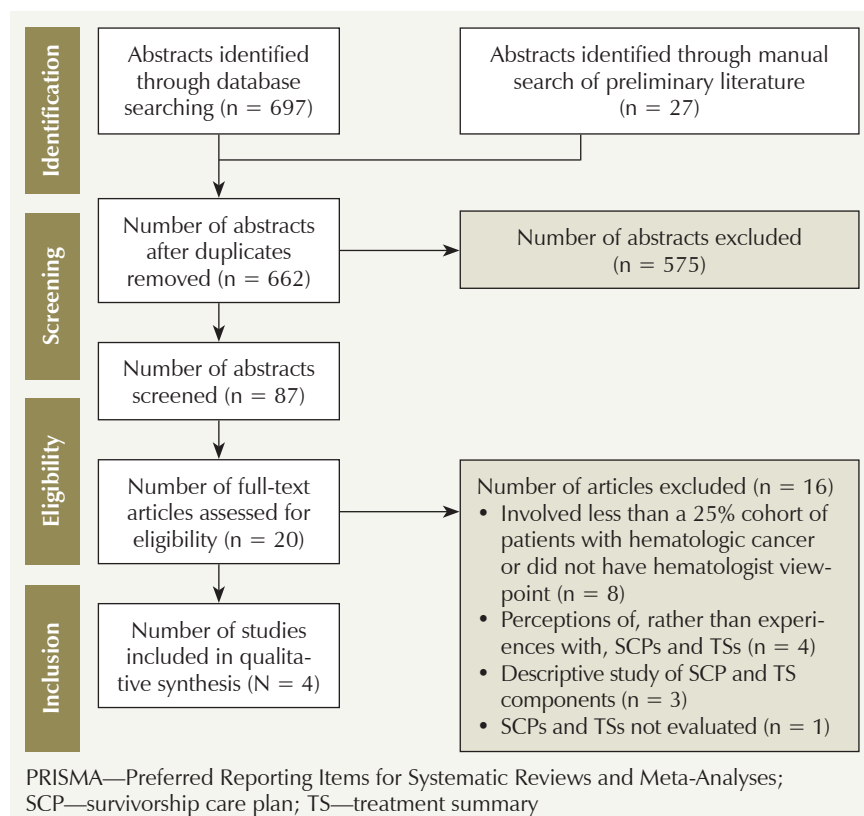 Identification
Abstracts identified
through database
searching (n = 697)
Abstracts identified through manual
search of preliminary literature
(n = 27)
Screening
Number of abstracts
after duplicates
removed (n = 662)
Number of abstracts excluded
(n = 575)
Number of abstracts
screened (n = 87)
Eligibility
Number of full-text
articles assessed for
eligibility (n = 20)
Number of articles excluded (n = 16)
• Involved less than a 25% cohort of
patients with hematologic cancer
or did not have hematologist view-
point (n = 8)
• Perceptions of, rather than experi-
ences with, SCPs and TSs (n = 4)
• Descriptive study of SCP and TS
components (n = 3)
• SCPs and TSs not evaluated (n = 1)
Inclusion
Number of studies
included in qualita-
tive synthesis (N = 4)
PRISMA—Preferred Reporting Items for Systematic Reviews and Meta-Analyses;
SCP—survivorship care plan; TS—treatment summary